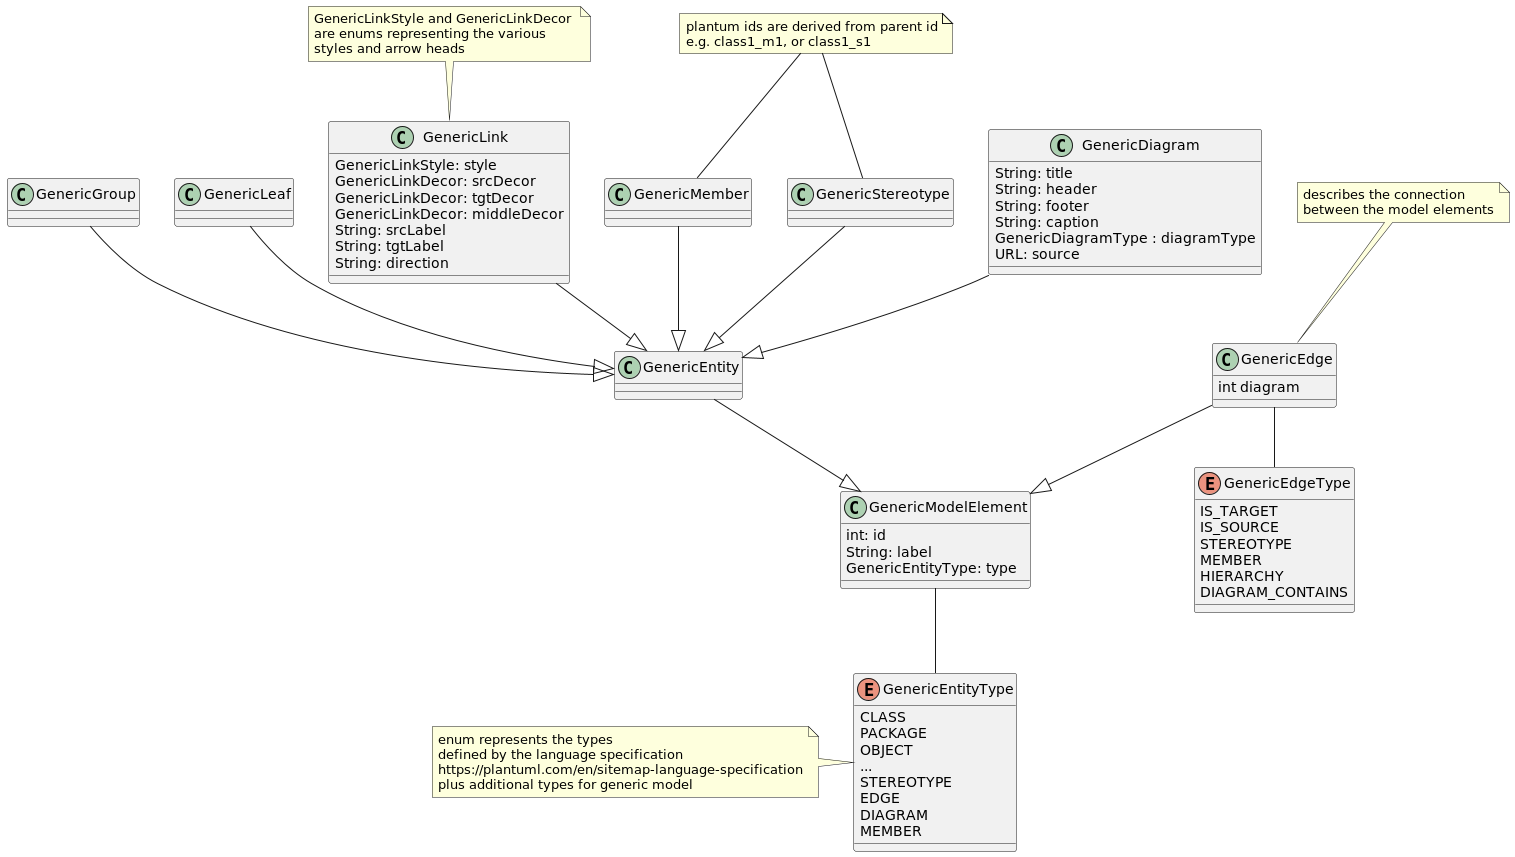 GenericLinkStyle and GenericLinkDecor
are enums representing the various
styles and arrow heads
plantum ids are derived from parent id
e.g. class1_m1, or class1_s1
C GenericGroup
C GenericLeaf
C GenericLink
GenericLinkStyle: style
GenericLinkDecor: srcDecor
GenericLinkDecor: tgtDecor
GenericLinkDecor: middleDecor
String: srcLabel
String: tgtLabel
String: direction
C GenericMember
C GenericStereotype
C GenericDiagram
String: title
String: header
String: footer
String: caption
GenericDiagramType : diagramType
URL: source
describes the connection
between the model elements
C GenericEntity
C GenericEdge
int diagram
C GenericModelElement
int: id
String: label
GenericEntityType: type
E GenericEdgeType
IS_TARGET
IS_SOURCE
STEREOTYPE
MEMBER
HIERARCHY
DIAGRAM_CONTAINS
enum represents the types
defined by the language specification
https://plantuml.com/en/sitemap-language-specification
plus additional types for generic model
E GenericEntityType
CLASS
PACKAGE
OBJECT
...
STEREOTYPE
EDGE
DIAGRAM
MEMBER